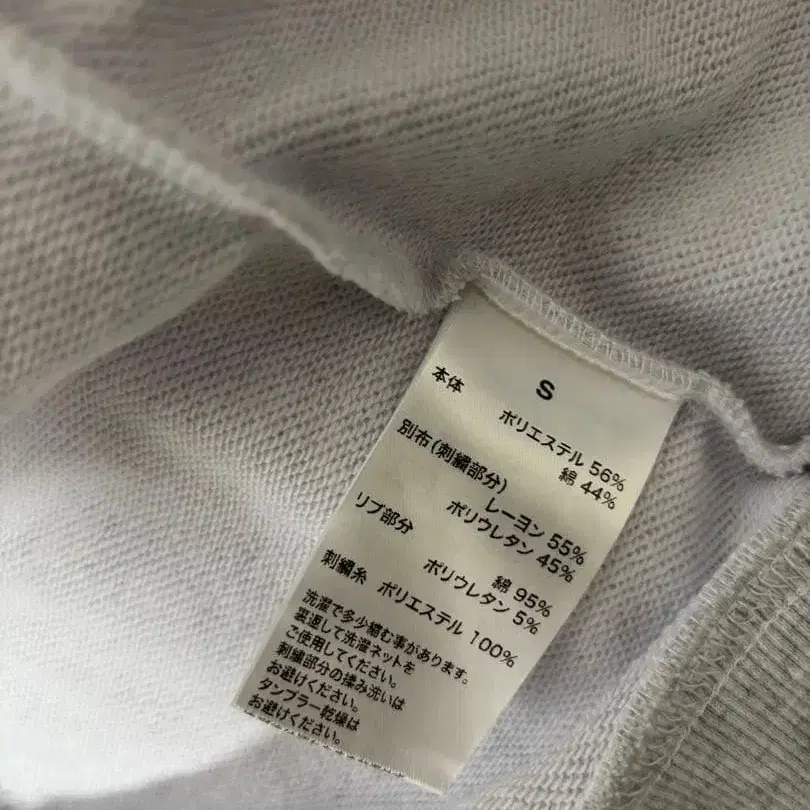 S
本体
ポリエステル 56%
綿 44%
別布(刺繍部分)
レーヨン 55%
ポリウレタン 45%
リブ部分
綿 95%
ポリウレタン 5%
刺繍糸 ポリエステル 100%
洗濯で多少縮む事があります。
裏返して洗濯ネットを
ご使用してください。
刺繍部分の揉み洗いは
お避けください。
タンブラー乾燥は
お避けください。